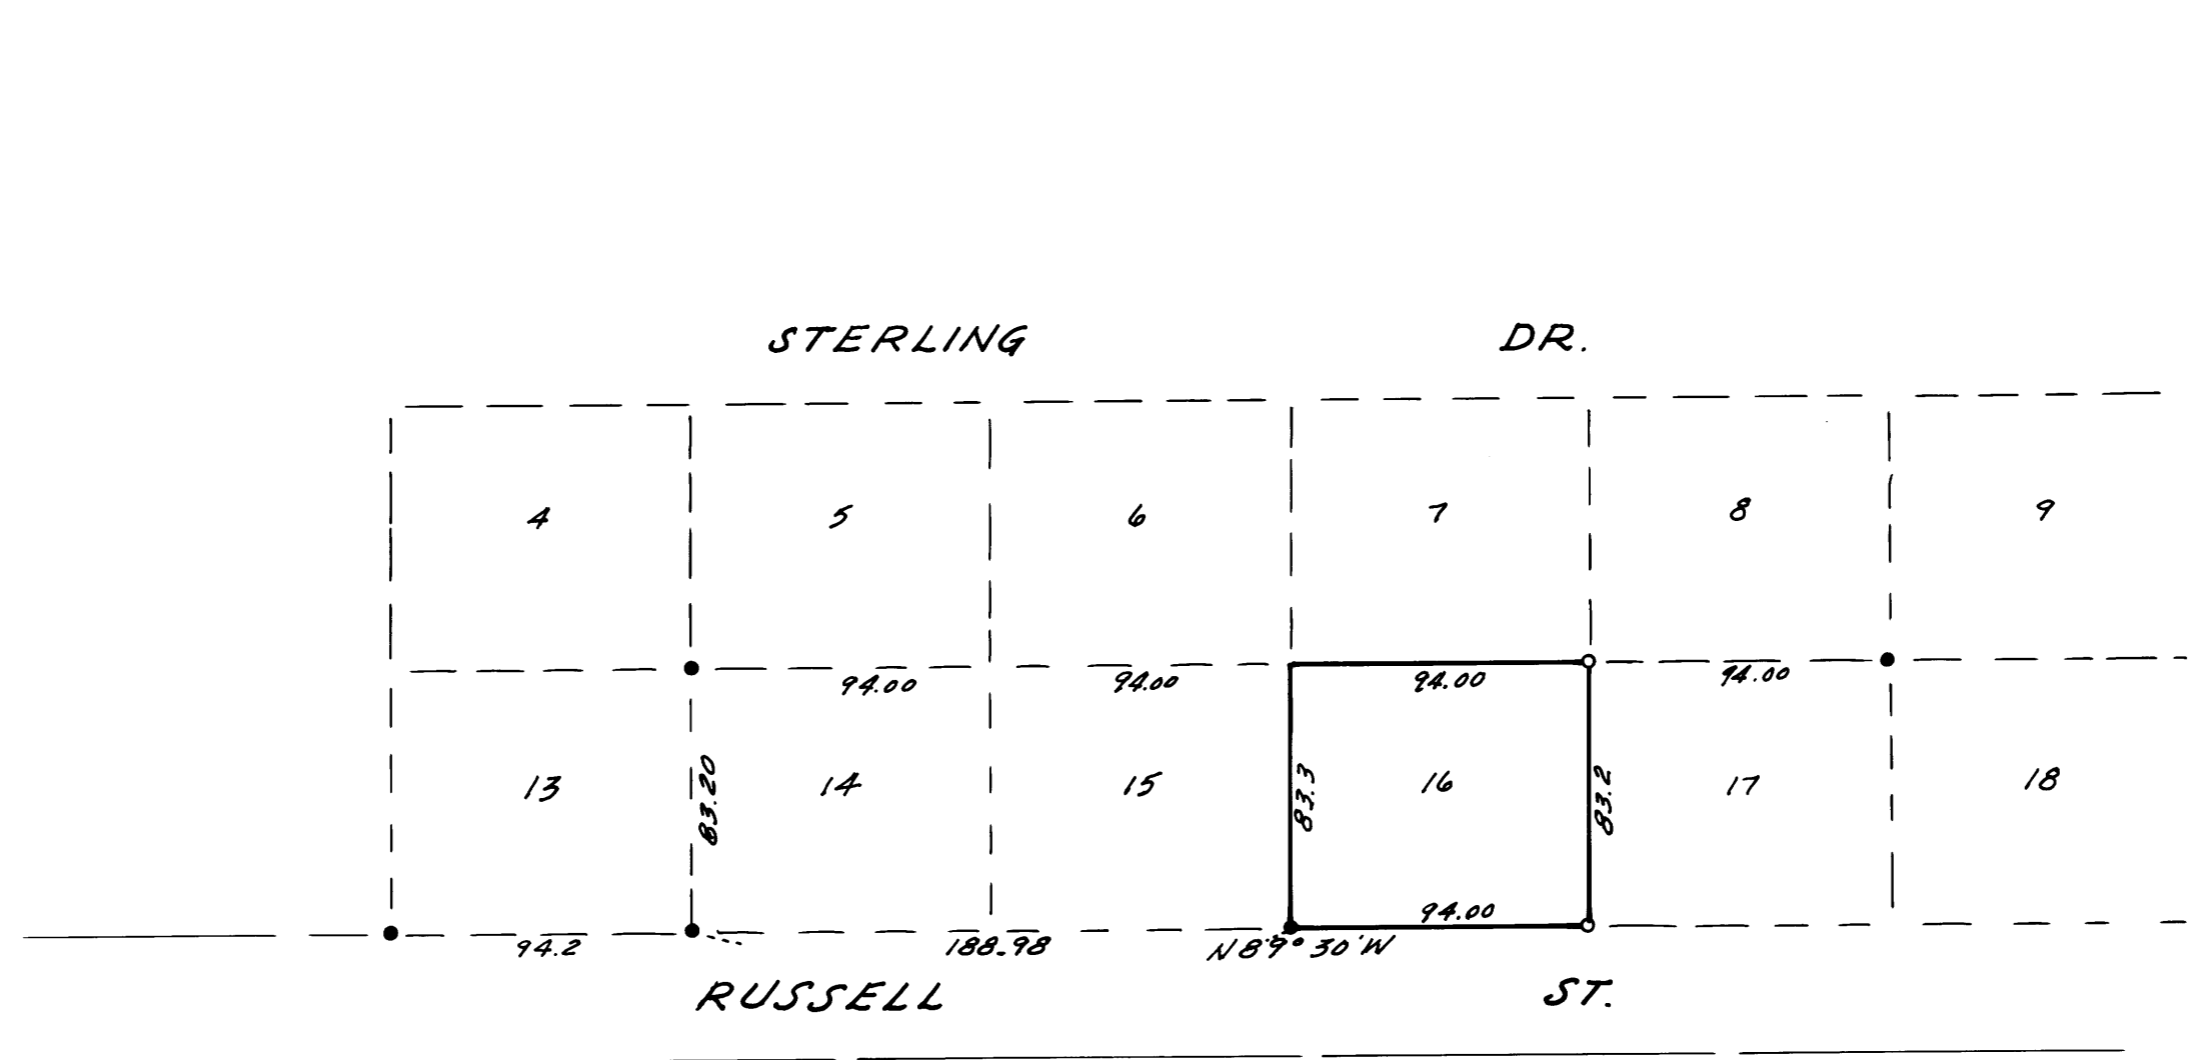 STERLING DR.
4 5 6 7 8 9
94.00 94.00 94.00 94.00
83.20 83.3 83.2
13 14 15 16 17 18
94.00
94.2 188.98 N89°30'W
RUSSELL ST.